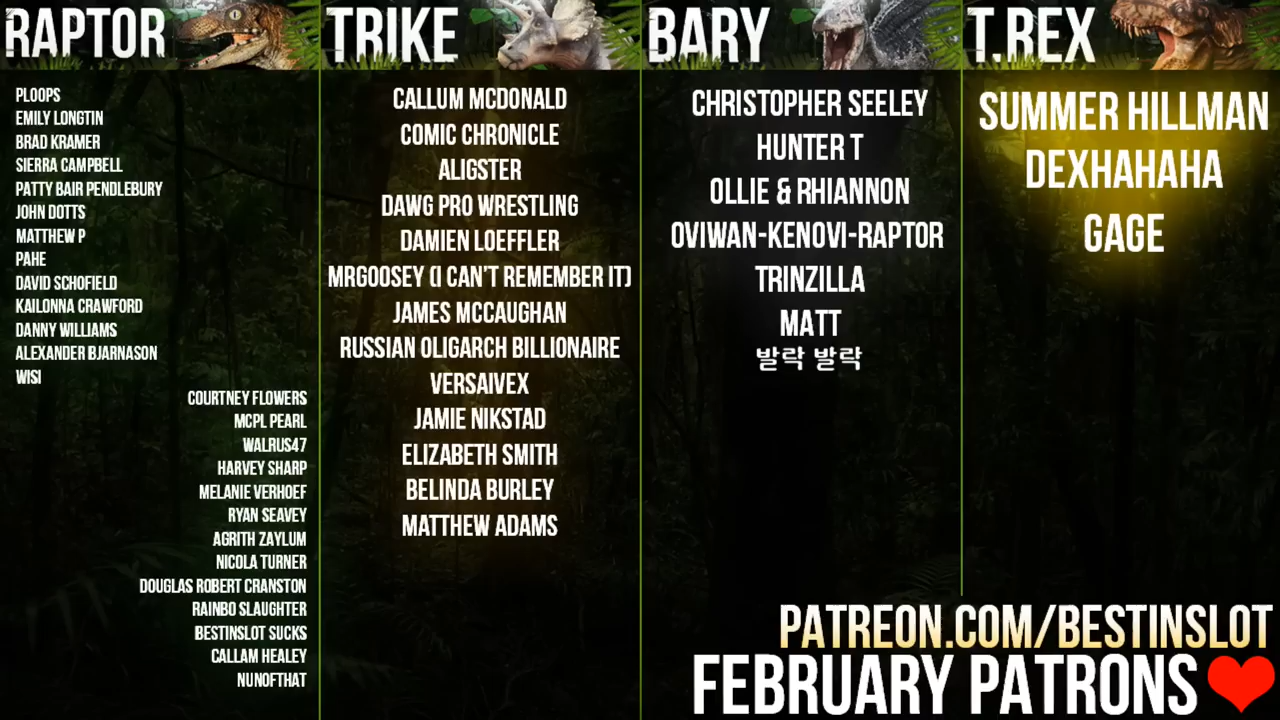 RAPTOR
PLOOPS
EMILY LONGTIN
BRAD KRAMER
SIERRA CAMPBELL
PATTY BAIR PENDLEBURY
JOHN DOTTS
MATTHEW P
PAHE
DAVID SCHOFIELD
KAILONNA CRAWFORD
DANNY WILLIAMS
ALEXANDER BJARNASON
WISI
COURTNEY FLOWERS
MCPL PEARL
WALRUS47
HARVEY SHARP
MELANIE VERHOEF
RYAN SEAVEY
AGRITH ZAYLUM
NICOLA TURNER
DOUGLAS ROBERT CRANSTON
RAINBO SLAUGHTER
BESTINSLOT SUCKS
CALLAM HEALEY
NUNOFTHAT
TRIKE
CALLUM MCDONALD
COMIC CHRONICLE
ALIGSTER
DAWG PRO WRESTLING
DAMIEN LOEFFLER
MRGOOSEY (I CAN'T REMEMBER IT)
JAMES MCCAUGHAN
RUSSIAN OLIGARCH BILLIONAIRE
VERSAIVEX
JAMIE NIKSTAD
ELIZABETH SMITH
BELINDA BURLEY
MATTHEW ADAMS
BARY
CHRISTOPHER SEELEY
HUNTER T
OLLIE & RHIANNON
OVIWAN-KENOVI-RAPTOR
TRINZILLA
MATT
발락 발락
T.REX
SUMMER HILLMAN
DEXHAHAHA
GAGE
PATREON.COM/BESTINSLOT
FEBRUARY PATRONS